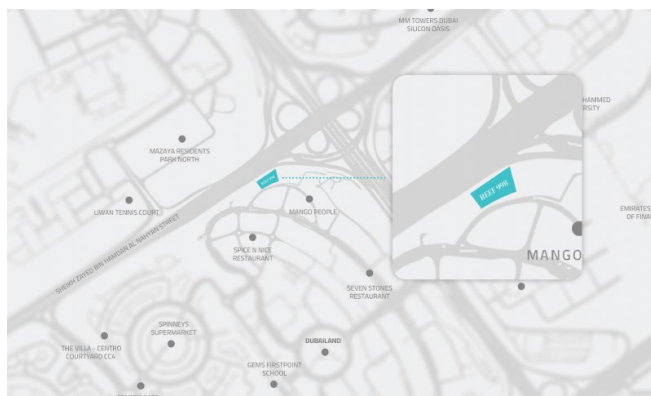 MM TOWERS DUBAI
SILICON OASIS
HAMMED
RSITY
MAZAYA RESIDENTS
PARK NORTH
LIWAN TENNIS COURT
MANGO PEOPLE
EMIRATES
OF FINA
SHEIKH ZAYED BIN HAMDAN AL NAHYAN STREET
SPICE N NICE
RESTAURANT
MANGO
SEVEN STONES
RESTAURANT
SPINNEYS
SUPERMARKET
THE VILLA - CENTRO
COURTYARD CC4
DUBAILAND
GEMS FIRSTPOINT
SCHOOL